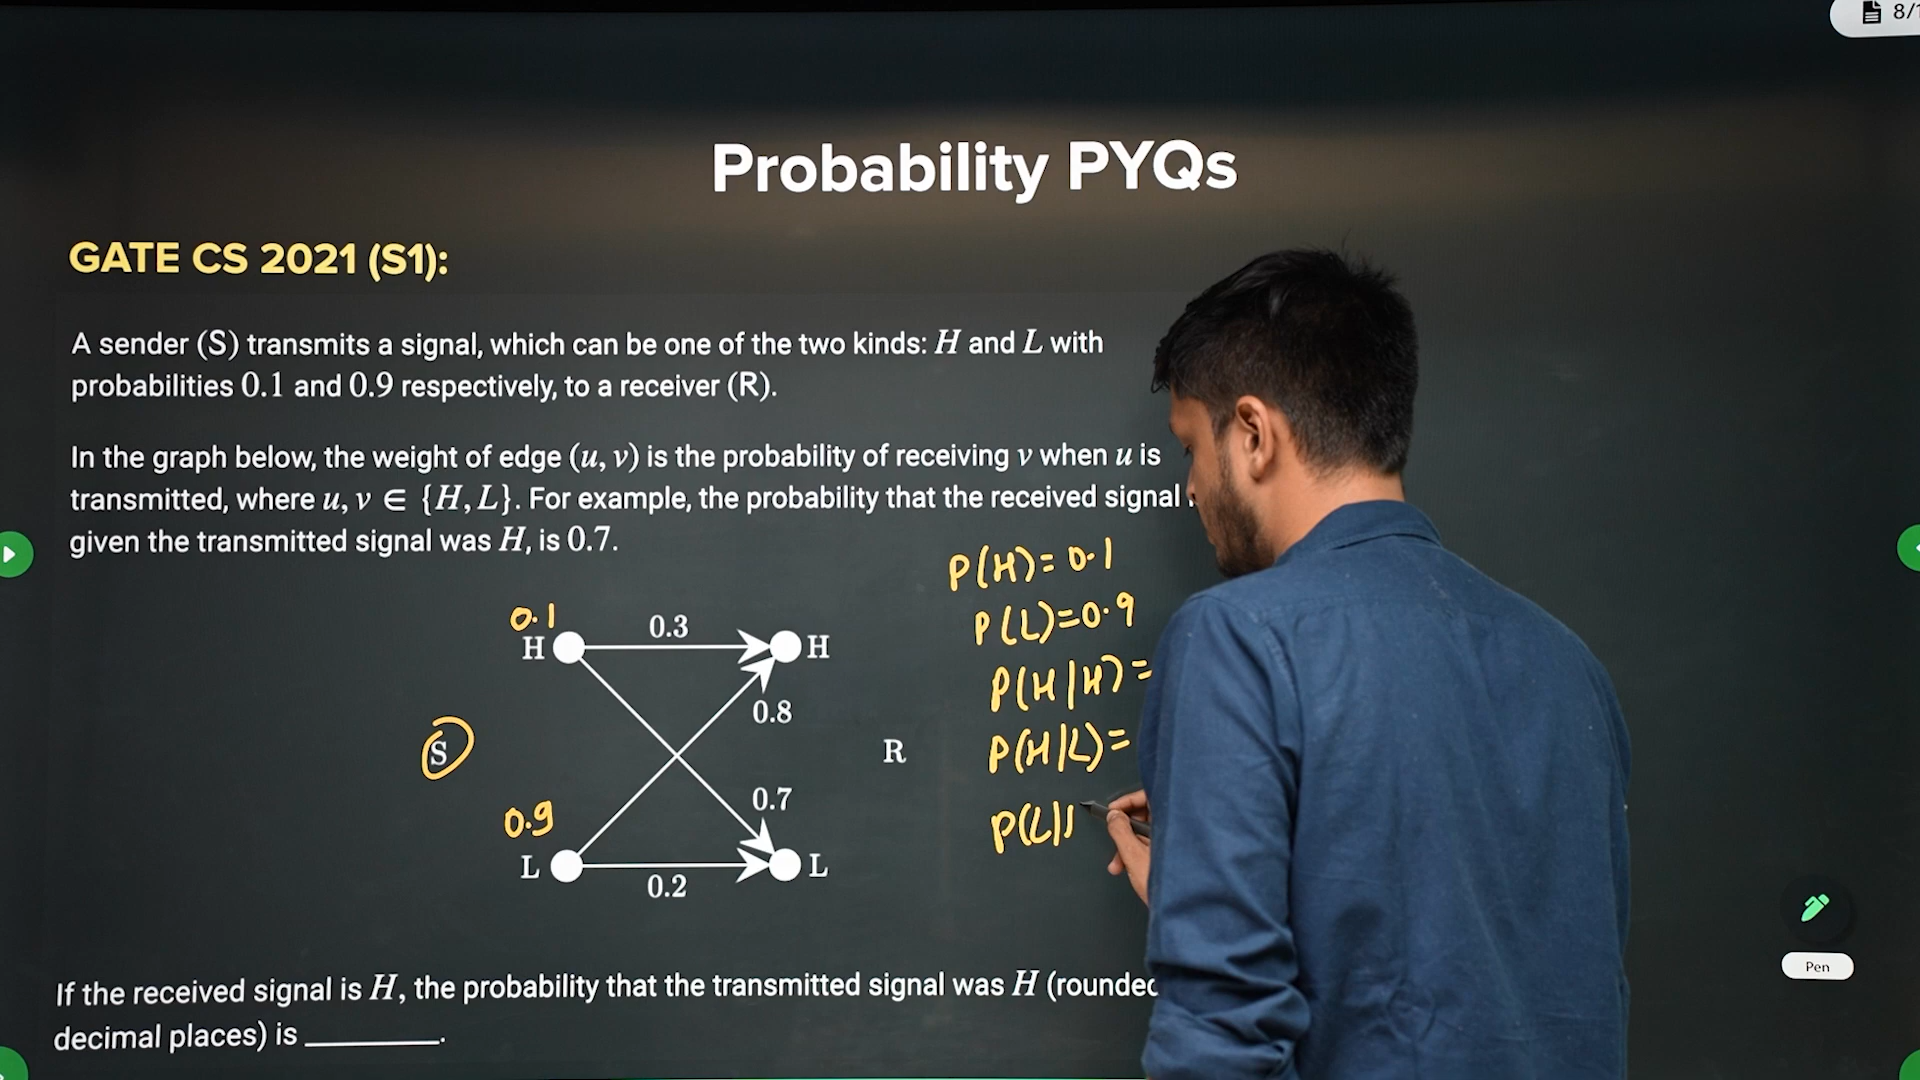 8/1
Probability PYQs
GATE CS 2021 (S1):
A sender (S) transmits a signal, which can be one of the two kinds: H and L with
probabilities 0.1 and 0.9 respectively, to a receiver (R).
In the graph below, the weight of edge (u, v) is the probability of receiving v when u is
transmitted, where u, v ∈ {H, L}. For example, the probability that the received signal
given the transmitted signal was H, is 0.7.
P(H)=0.1
0.1
0.3
P(L)=0.9
H
H
P(H|H)=
0.8
S
R
P(H|L)=
0.7
0.9
P(L|
L
L
0.2
Pen
If the received signal is H, the probability that the transmitted signal was H (rounded
decimal places) is ________.